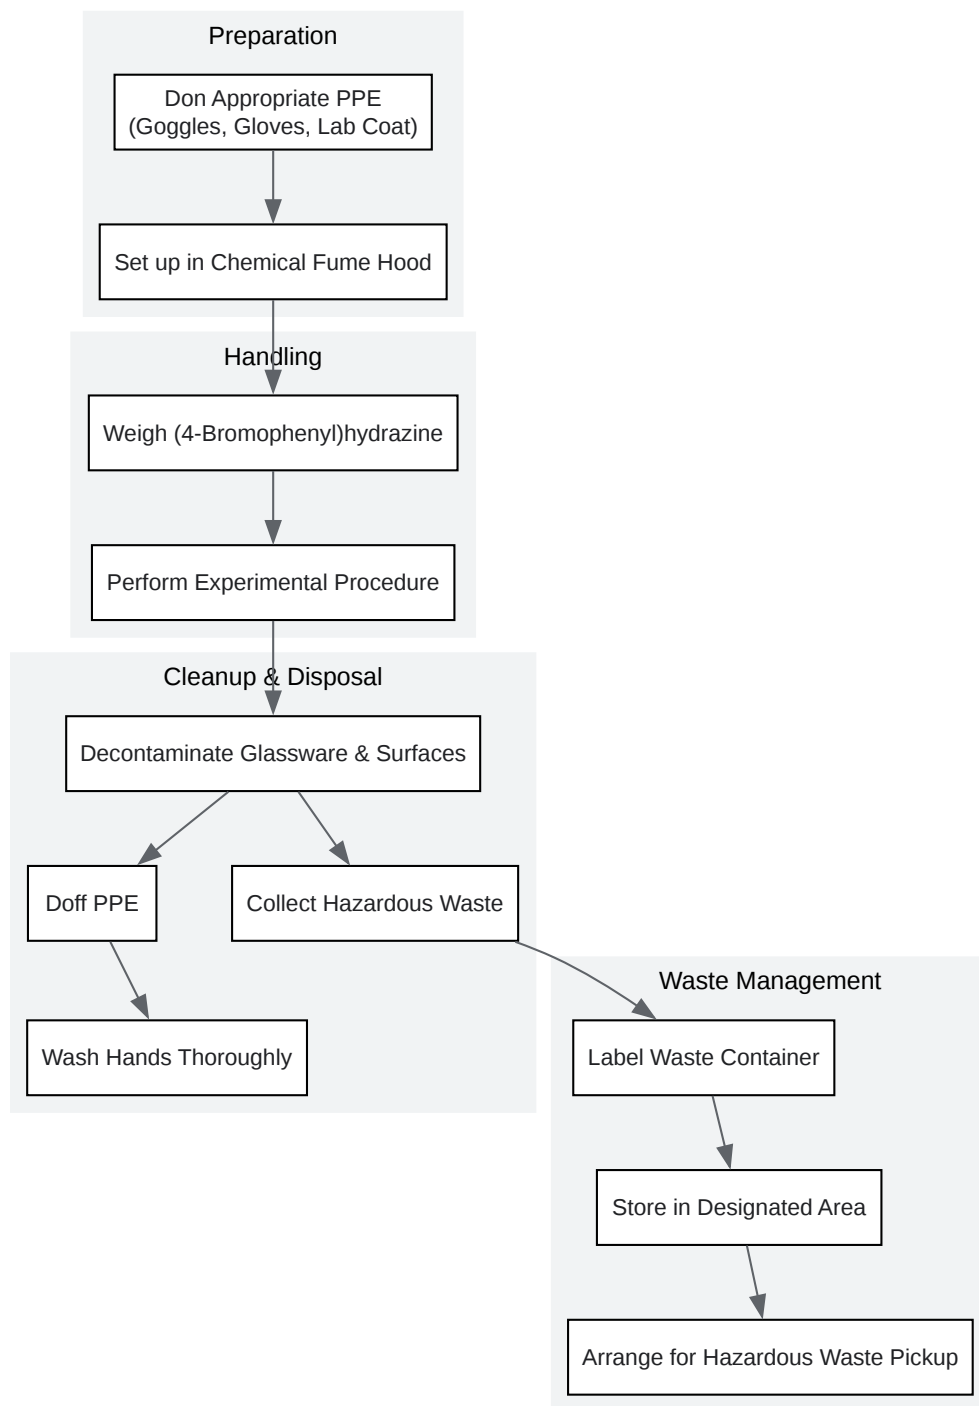 Preparation
Don Appropriate PPE
(Goggles, Gloves, Lab Coat)
Set up in Chemical Fume Hood
Handling
Weigh (4-Bromophenyl)hydrazine
Perform Experimental Procedure
Cleanup & Disposal
Decontaminate Glassware & Surfaces
Doff PPE
Collect Hazardous Waste
Wash Hands Thoroughly
Waste Management
Label Waste Container
Store in Designated Area
Arrange for Hazardous Waste Pickup